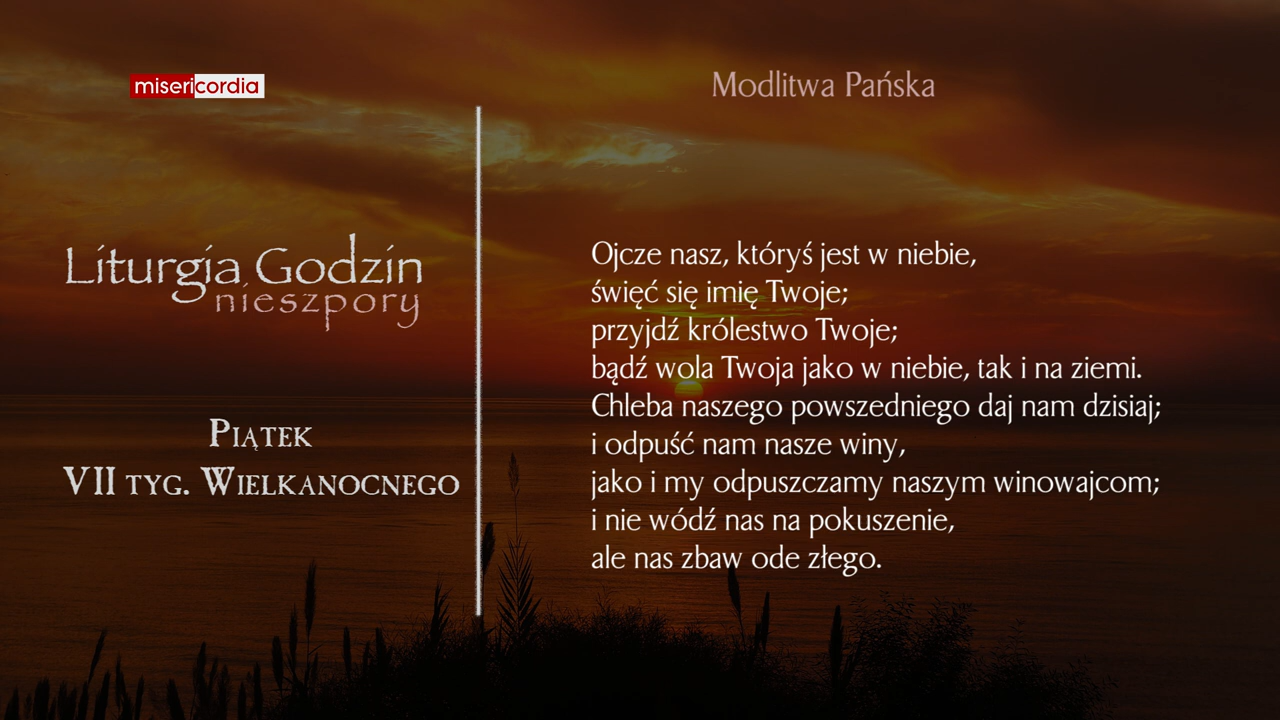 misericordia
Liturgia Godzin
nieszpory
Piątek
VII tyg. Wielkanocnego
Modlitwa Pańska
Ojcze nasz, któryś jest w niebie,
święć się imię Twoje;
przyjdź królestwo Twoje;
bądź wola Twoja jako w niebie, tak i na ziemi.
Chleba naszego powszedniego daj nam dzisiaj;
i odpuść nam nasze winy,
jako i my odpuszczamy naszym winowajcom;
i nie wódź nas na pokuszenie,
ale nas zbaw ode złego.